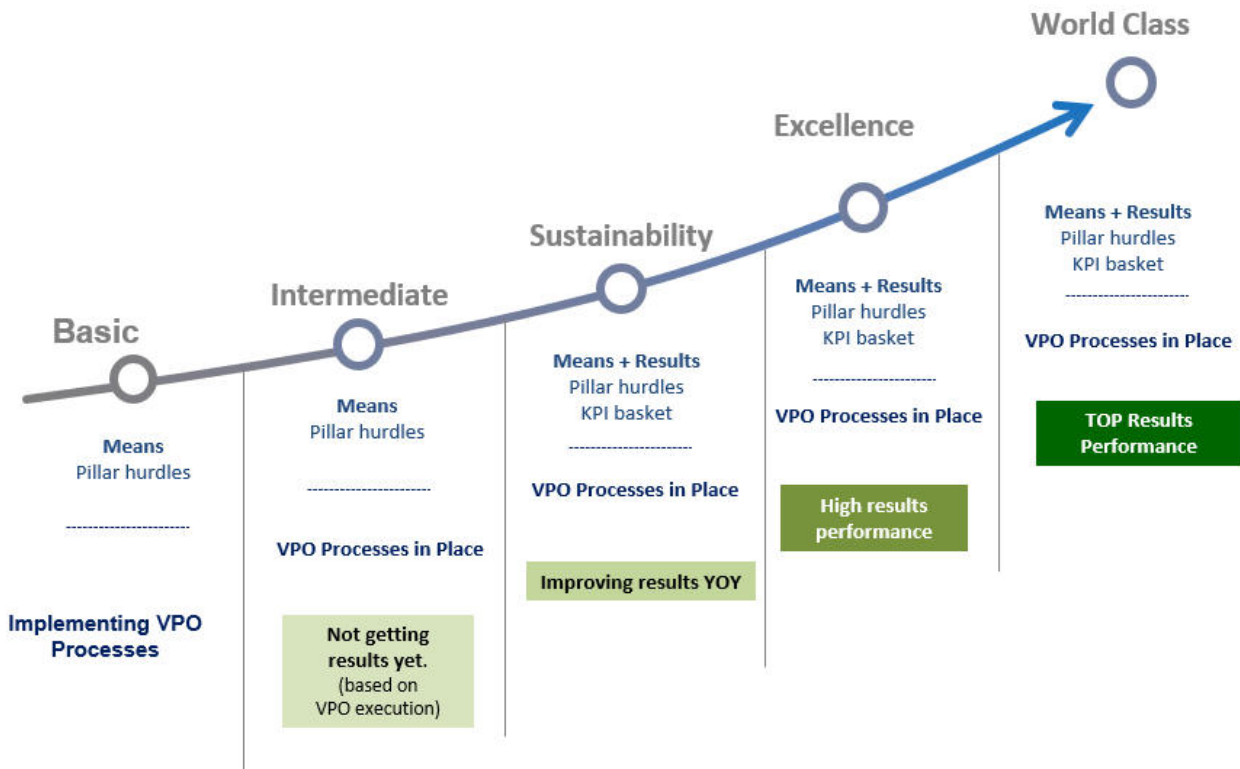 Basic
Means
Pillar hurdles
Implementing VPO
Processes
Intermediate
Means
Pillar hurdles
VPO Processes in Place
Not getting
results yet.
(based on
VPO execution)
Sustainability
Means + Results
Pillar hurdles
KPI basket
VPO Processes in Place
Improving results YOY
Excellence
Means + Results
Pillar hurdles
KPI basket
VPO Processes in Place
High results
performance
World Class
Means + Results
Pillar hurdles
KPI basket
VPO Processes in Place
TOP Results
Performance